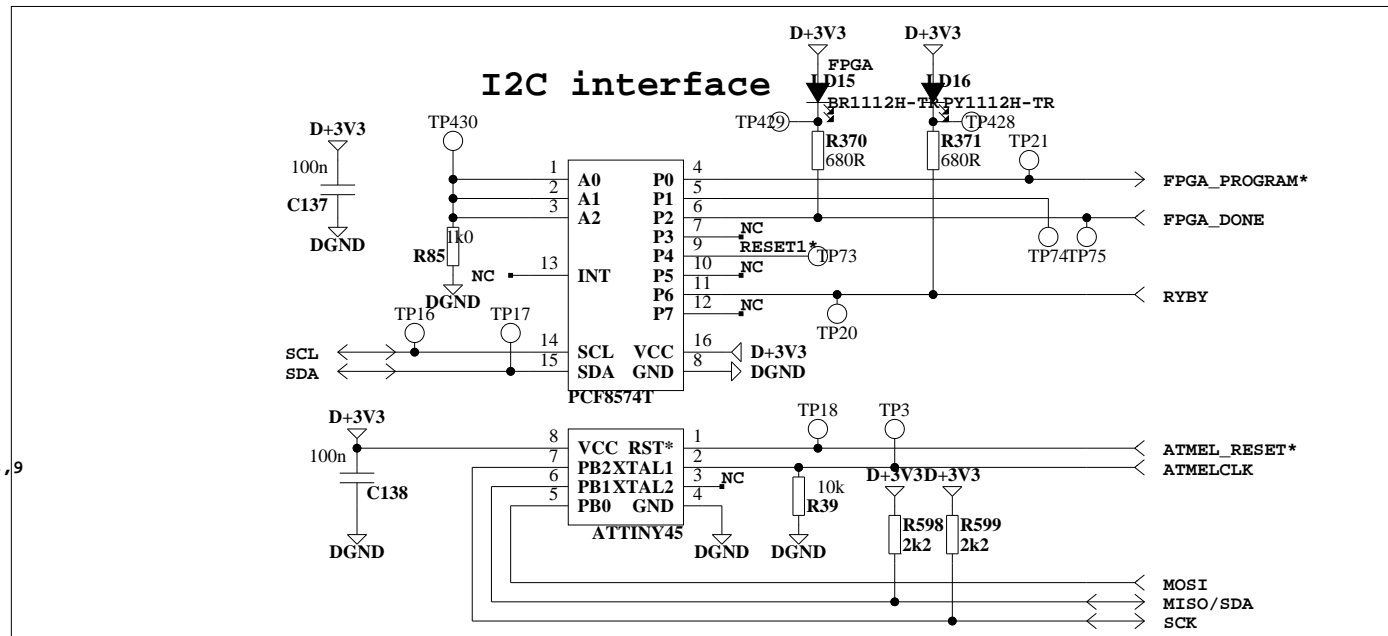 D+3V3 D+3V3
FPGA
I2C interface LD15 LD16
BR1112H-TR PY1112H-TR
TP430 TP429 TP428
D+3V3 R370 R371 TP21
100n 680R 680R
1 A0 P0 4 FPGA_PROGRAM*
C137 2 A1 P1 5
3 A2 P2 6 FPGA_DONE
DGND P3 7 NC
1k0 RESET1*
R85 P4 9 TP73 TP74 TP75
NC 13 INT P5 10 NC
DGND P6 11 RYBY
P7 12 NC
TP16 TP17 TP20
SCL 14 SCL VCC 16 D+3V3
SDA 15 SDA GND 8 DGND
PCF8574T
D+3V3 TP18 TP3
8 VCC RST* 1 ATMEL_RESET*
,9
100n 7 PB2 XTAL1 2 ATMELCLK
C138 6 PB1 XTAL2 3 NC 10k D+3V3 D+3V3
5 PB0 GND 4 R39
ATTINY45 R598 R599
DGND DGND DGND 2k2 2k2
MOSI
MISO/SDA
SCK